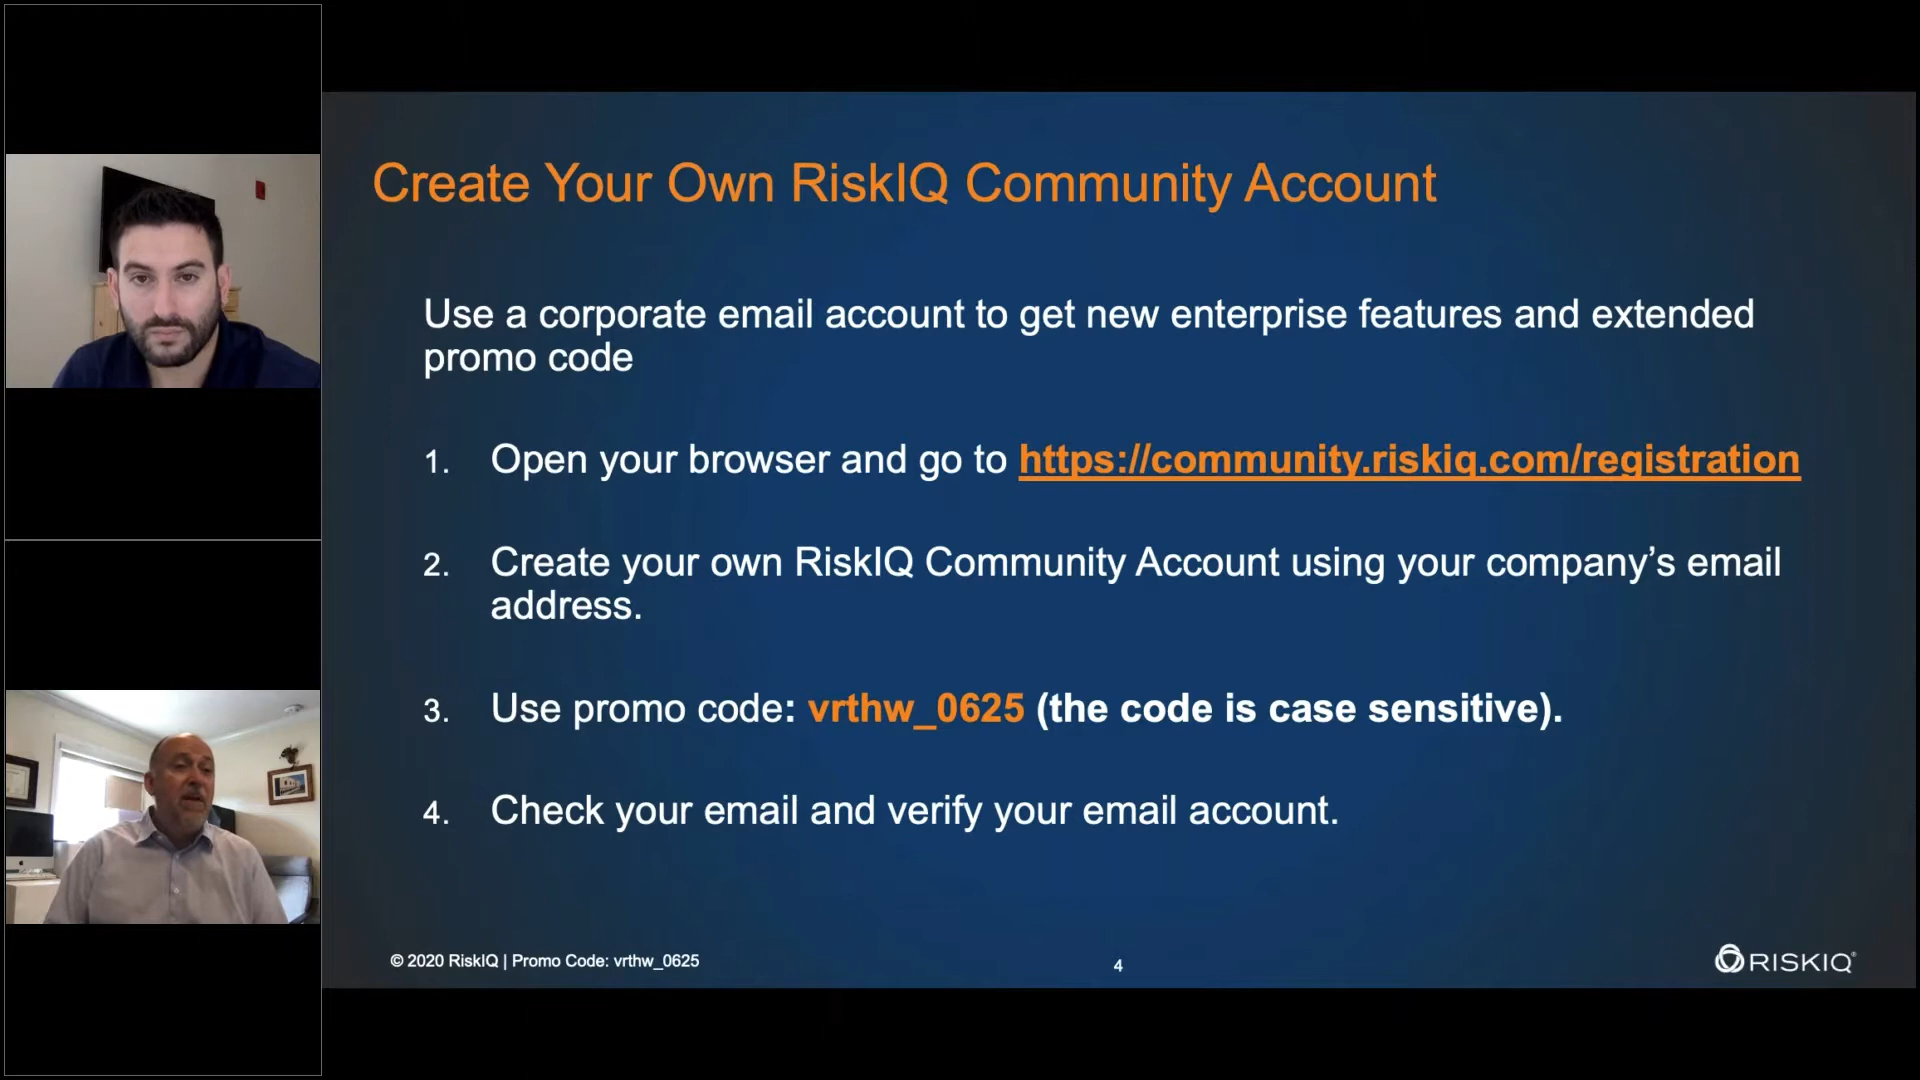 Create Your Own RiskIQ Community Account
Use a corporate email account to get new enterprise features and extended
promo code
1. Open your browser and go to https://community.riskiq.com/registration
2. Create your own RiskIQ Community Account using your company’s email
address.
3. Use promo code: vrthw_0625 (the code is case sensitive).
4. Check your email and verify your email account.
© 2020 RiskIQ | Promo Code: vrthw_0625
4
RISKIQ